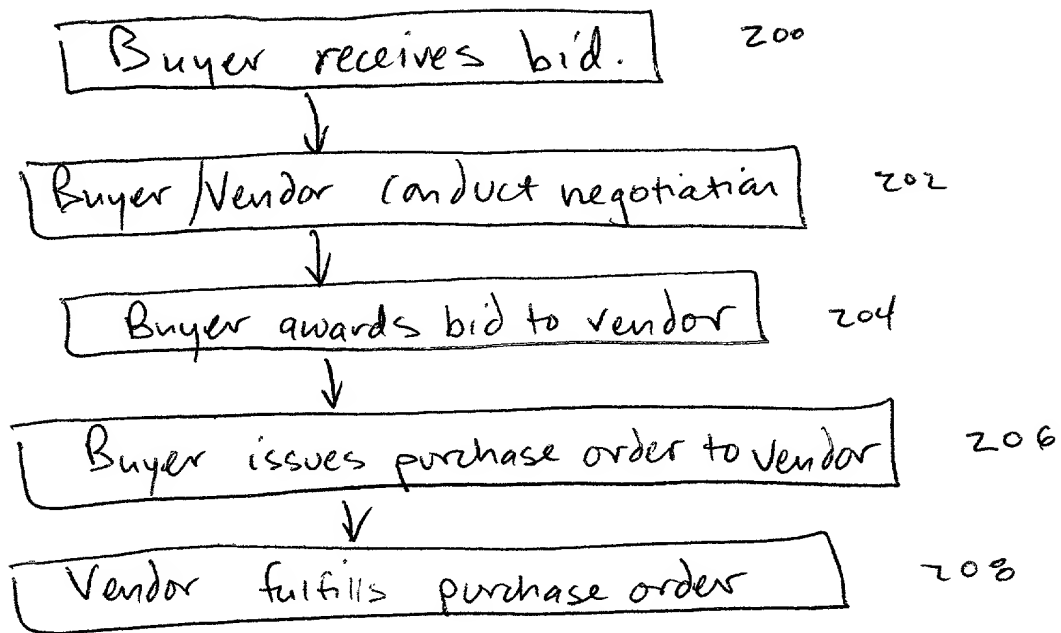 Buyer receives bid. 200
Buyer/Vendor conduct negotiation 202
Buyer awards bid to vendor 204
Buyer issues purchase order to vendor 206
Vendor fulfills purchase order 208